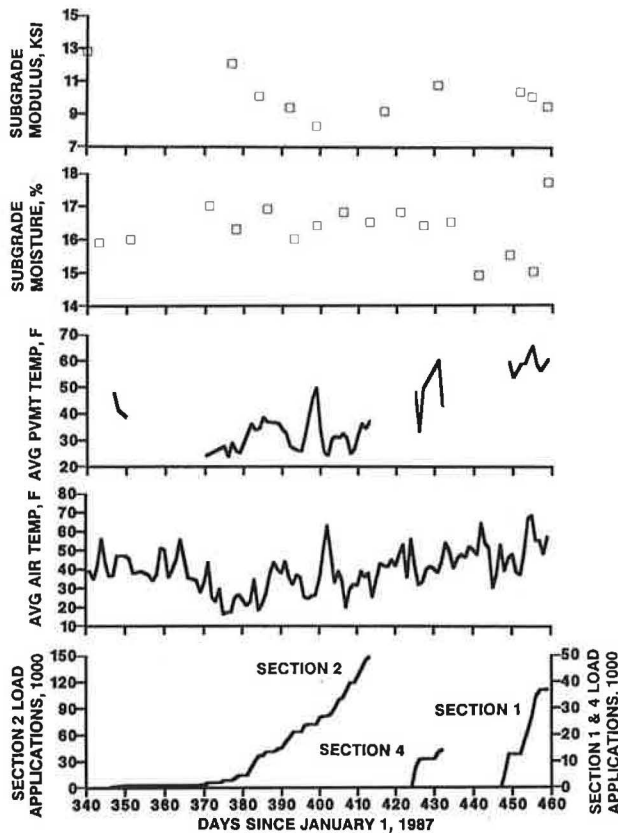 SUBGRADE
MODULUS, KSI
15
13
11
9
7
SUBGRADE
MOISTURE, %
18
17
16
15
14
AVG PVMT TEMP, F
70
60
50
40
30
20
AVG AIR TEMP, F
80
70
60
50
40
30
20
10
SECTION 2 LOAD
APPLICATIONS, 1000
150
120
90
60
30
0
SECTION 2
SECTION 4
SECTION 1
50
40
30
20
10
0
SECTION 1 & 4 LOAD
APPLICATIONS, 1000
340 350 360 370 380 390 400 410 420 430 440 450 460
DAYS SINCE JANUARY 1, 1987